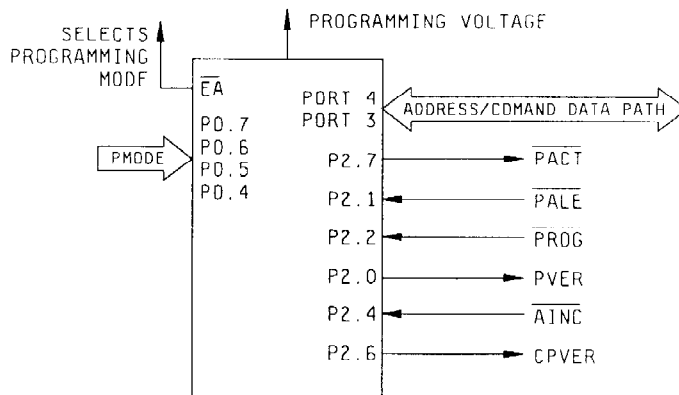 PROGRAMMING VOLTAGE
SELECTS
PROGRAMMING
MODF
EA
PORT 4
PORT 3
ADDRESS/COMAND DATA PATH
P0.7
P0.6
P0.5
P0.4
PMODE
P2.7
PACT
P2.1
PALE
P2.2
PROG
P2.0
PVER
P2.4
AINC
P2.6
CPVER